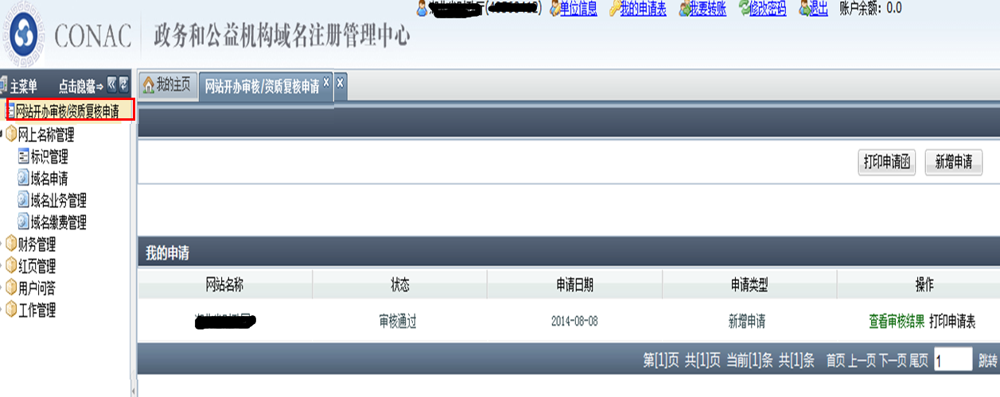 账户余额：0.0
单位信息 我的申请表 我要转账 修改密码 退出
CONAC 政务和公益机构域名注册管理中心
主菜单 点击隐藏⇒
我的主页 网站开办审核/资质复核申请
网站开办审核/资质复核申请
网上名称管理
标识管理
域名申请
域名业务管理
域名缴费管理
财务管理
红页管理
用户问答
工作管理
打印申请函 新增申请
我的申请
网站名称 状态 申请日期 申请类型 操作
审核通过 2014-08-08 新增申请 查看审核结果 打印申请表
第[1]页 共[1]页 当前[1]条 共[1]条 首页 上一页 下一页 尾页 1 跳转